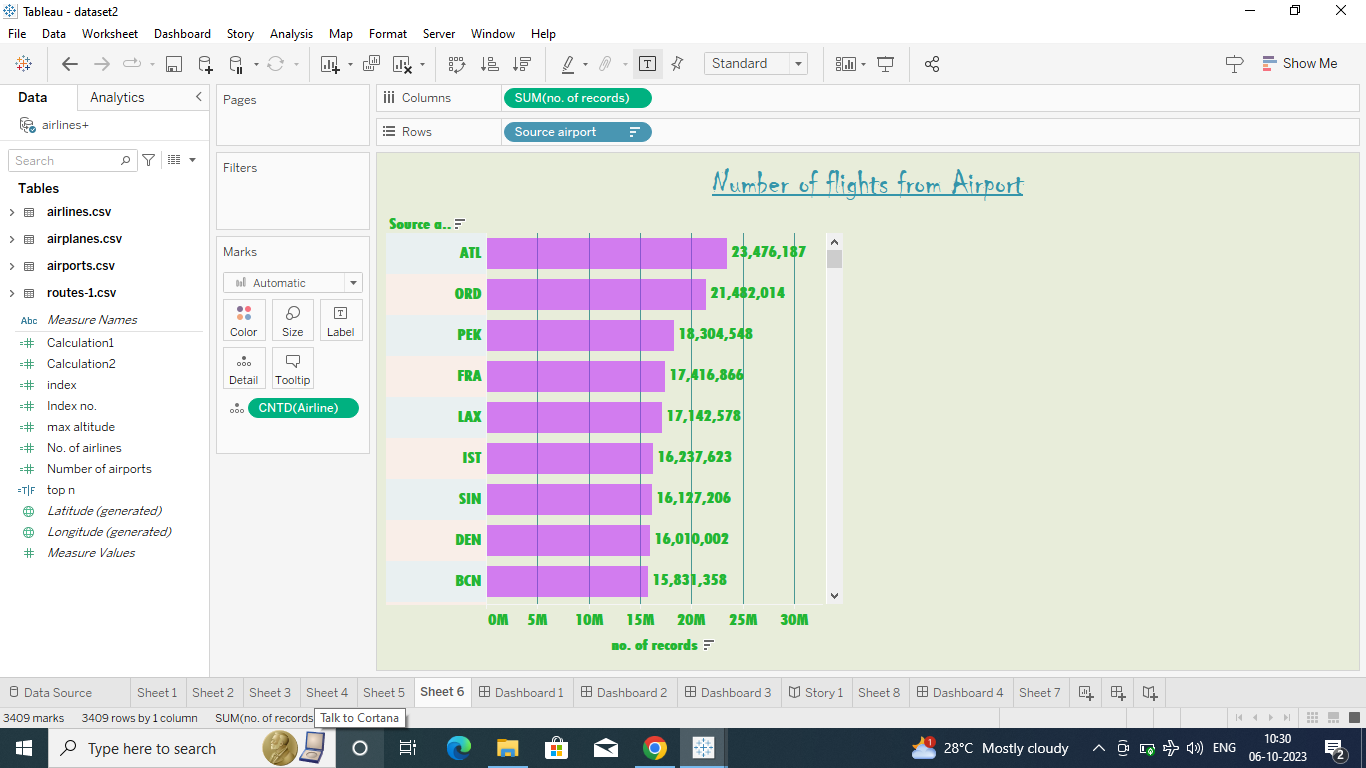 Tableau - dataset2
File Data Worksheet Dashboard Story Analysis Map Format Server Window Help
Standard
Show Me
Data Analytics
airlines+
Search
Tables
airlines.csv
airplanes.csv
airports.csv
routes-1.csv
Abc Measure Names
Calculation1
Calculation2
index
Index no.
max altitude
No. of airlines
Number of airports
=T|F top n
Latitude (generated)
Longitude (generated)
Measure Values
Pages
Filters
Marks
Automatic
Color Size Label
Detail Tooltip
CNTD(Airline)
Columns SUM(no. of records)
Rows Source airport
Number of flights from Airport
Source a..
ATL 23,476,187
ORD 21,482,014
PEK 18,304,548
FRA 17,416,866
LAX 17,142,578
IST 16,237,623
SIN 16,127,206
DEN 16,010,002
BCN 15,831,358
0M 5M 10M 15M 20M 25M 30M
no. of records
Data Source Sheet 1 Sheet 2 Sheet 3 Sheet 4 Sheet 5 Sheet 6 Dashboard 1 Dashboard 2 Dashboard 3 Story 1 Sheet 8 Dashboard 4 Sheet 7
3409 marks 3409 rows by 1 column SUM(no. of records
Talk to Cortana
Type here to search
1
28°C Mostly cloudy
ENG
10:30
06-10-2023
2